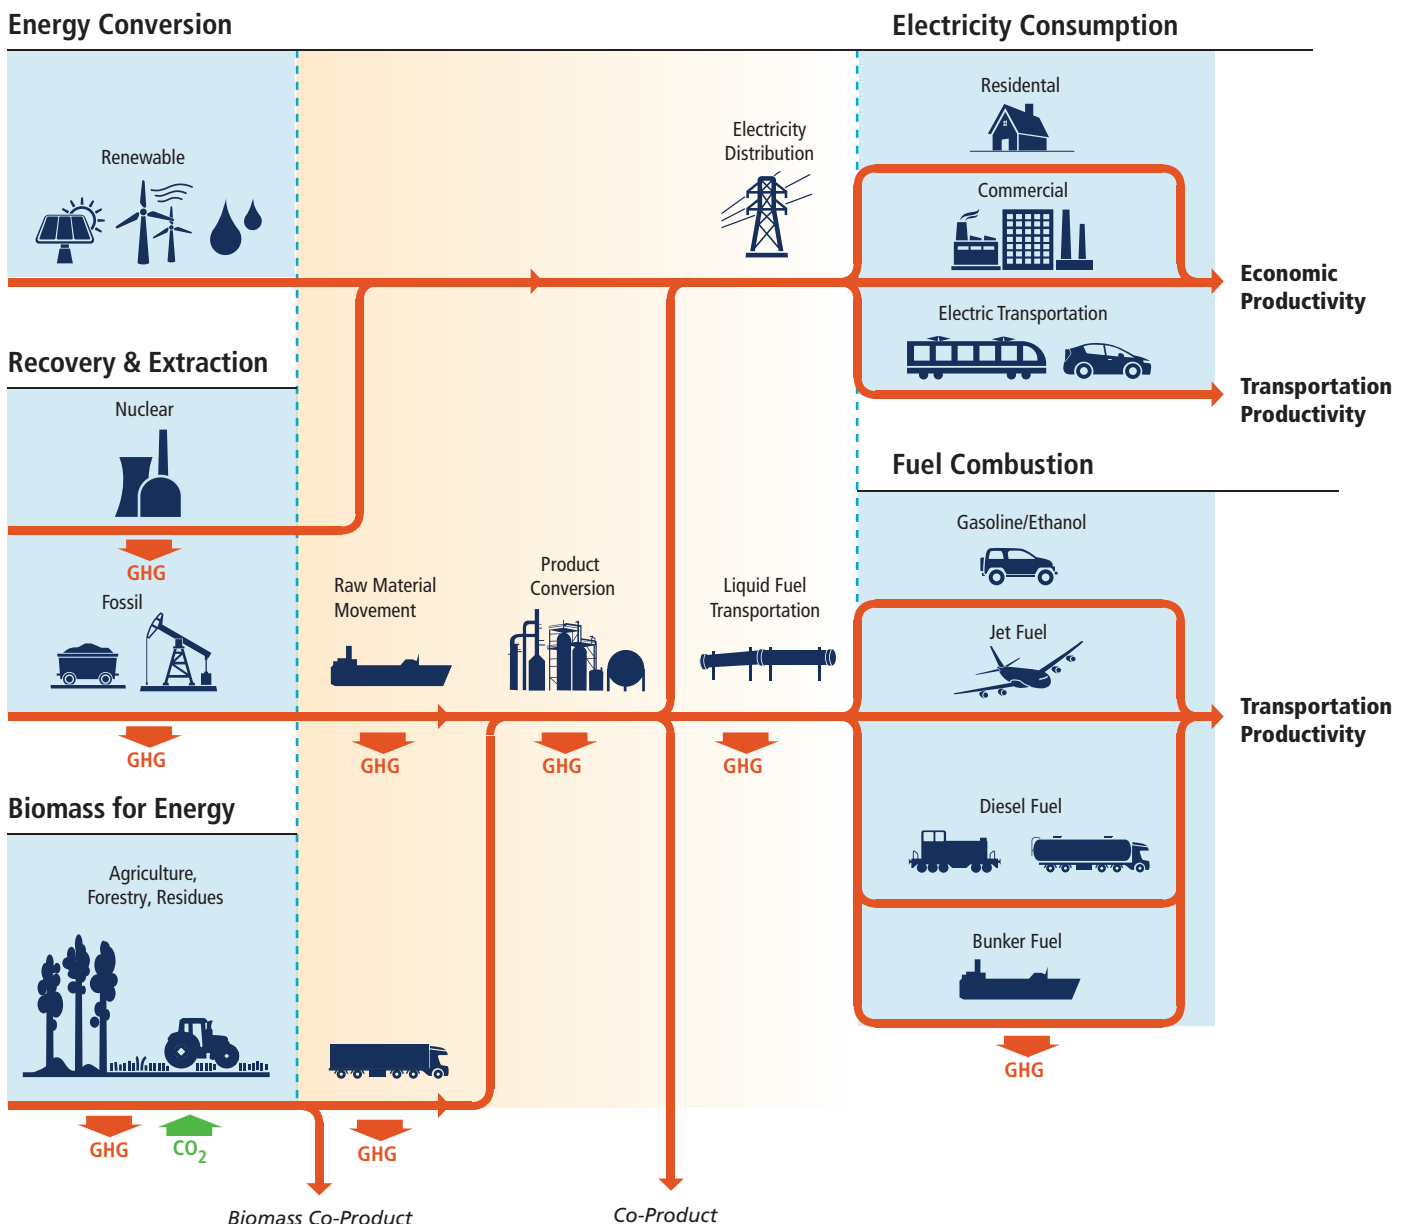 Energy Conversion
Electricity Consumption
Renewable
Electricity
Distribution
Residental
Commercial
Economic
Productivity
Electric Transportation
Transportation
Productivity
Recovery & Extraction
Nuclear
GHG
Fossil
GHG
Raw Material
Movement
GHG
Product
Conversion
GHG
Liquid Fuel
Transportation
GHG
Fuel Combustion
Gasoline/Ethanol
Jet Fuel
Transportation
Productivity
Diesel Fuel
Bunker Fuel
GHG
Biomass for Energy
Agriculture,
Forestry, Residues
GHG
CO2
GHG
Biomass Co-Product
Co-Product